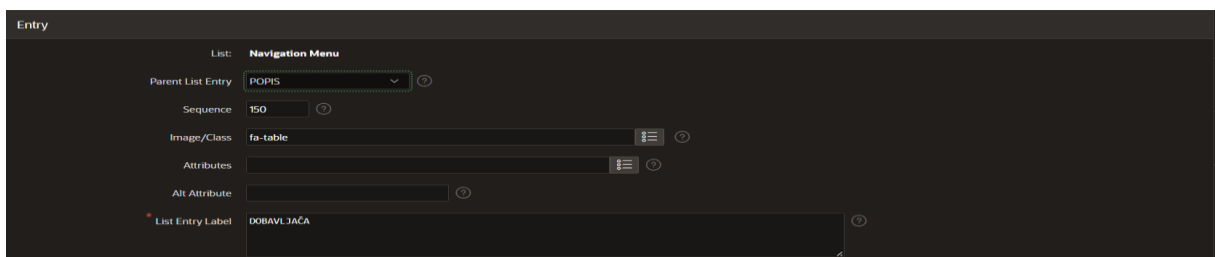 Entry
List: Navigation Menu
Parent List Entry POPIS
Sequence 150
Image/Class fa-table
Attributes
Alt Attribute
* List Entry Label DOBAVLJAČA